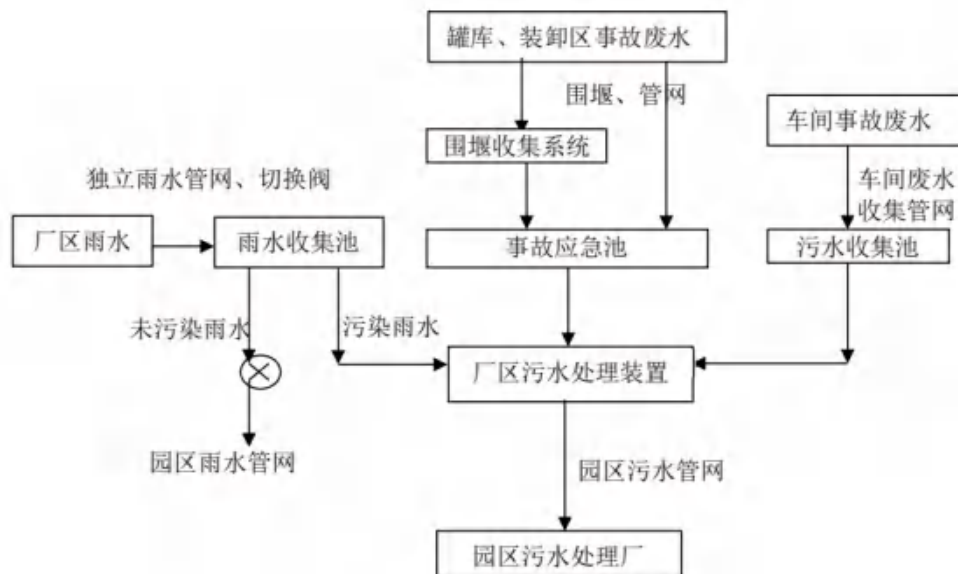 罐库、装卸区事故废水
围堰、管网
车间事故废水
围堰收集系统
独立雨水管网、切换阀
车间废水
收集管网
厂区雨水
雨水收集池
事故应急池
污水收集池
未污染雨水
污染雨水
厂区污水处理装置
园区雨水管网
园区污水管网
园区污水处理厂